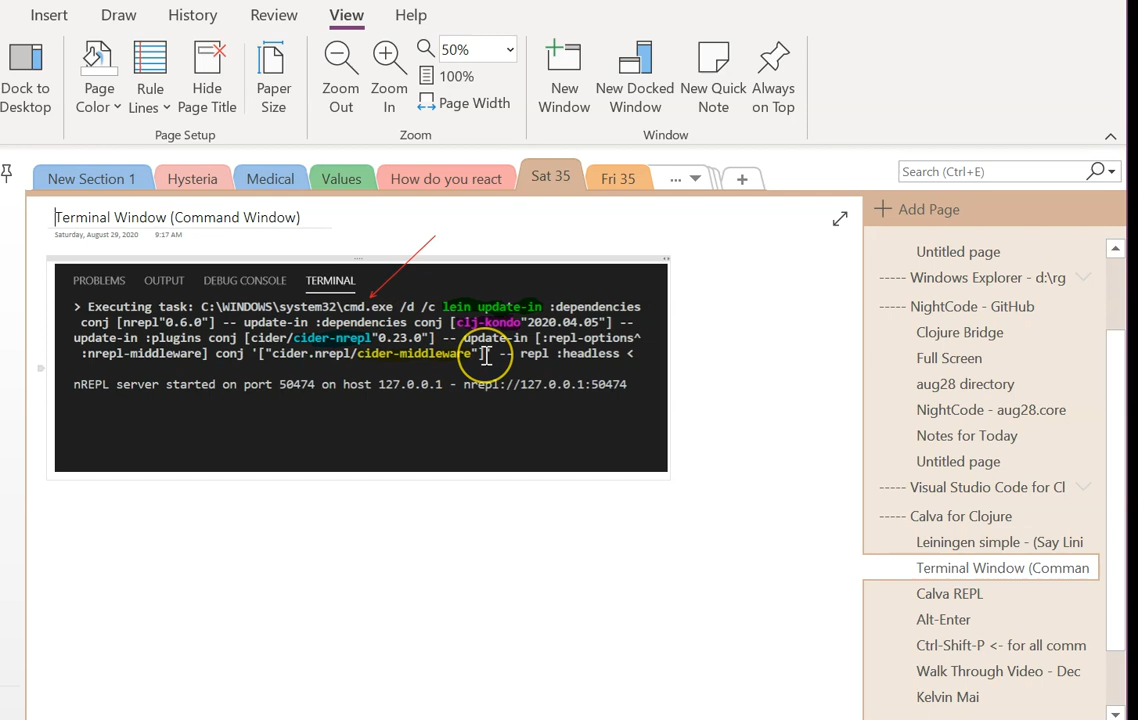 Insert Draw History Review View Help
50%
100%
Page Width
Dock to Desktop
Page Color
Rule Lines
Hide Page Title
Paper Size
Zoom Out
Zoom In
New Window
New Docked Window
New Quick Note
Always on Top
Page Setup Zoom Window
New Section 1 Hysteria Medical Values How do you react Sat 35 Fri 35 ... +
Search (Ctrl+E)
Terminal Window (Command Window)
Saturday, August 29, 2020 9:17 AM
PROBLEMS OUTPUT DEBUG CONSOLE TERMINAL
> Executing task: C:\WINDOWS\system32\cmd.exe /d /c lein update-in :dependencies
conj [nrepl"0.6.0"] -- update-in :dependencies conj [clj-kondo"2020.04.05"] --
update-in :plugins conj [cider/cider-nrepl"0.23.0"] -- update-in [:repl-options^
:nrepl-middleware] conj '["cider.nrepl/cider-middleware"]' -- repl :headless <
nREPL server started on port 50474 on host 127.0.0.1 - nrepl://127.0.0.1:50474
Add Page
Untitled page
----- Windows Explorer - d:\rg
----- NightCode - GitHub
Clojure Bridge
Full Screen
aug28 directory
NightCode - aug28.core
Notes for Today
Untitled page
----- Visual Studio Code for Cl
----- Calva for Clojure
Leiningen simple - (Say Lini
Terminal Window (Comman
Calva REPL
Alt-Enter
Ctrl-Shift-P <- for all comm
Walk Through Video - Dec
Kelvin Mai